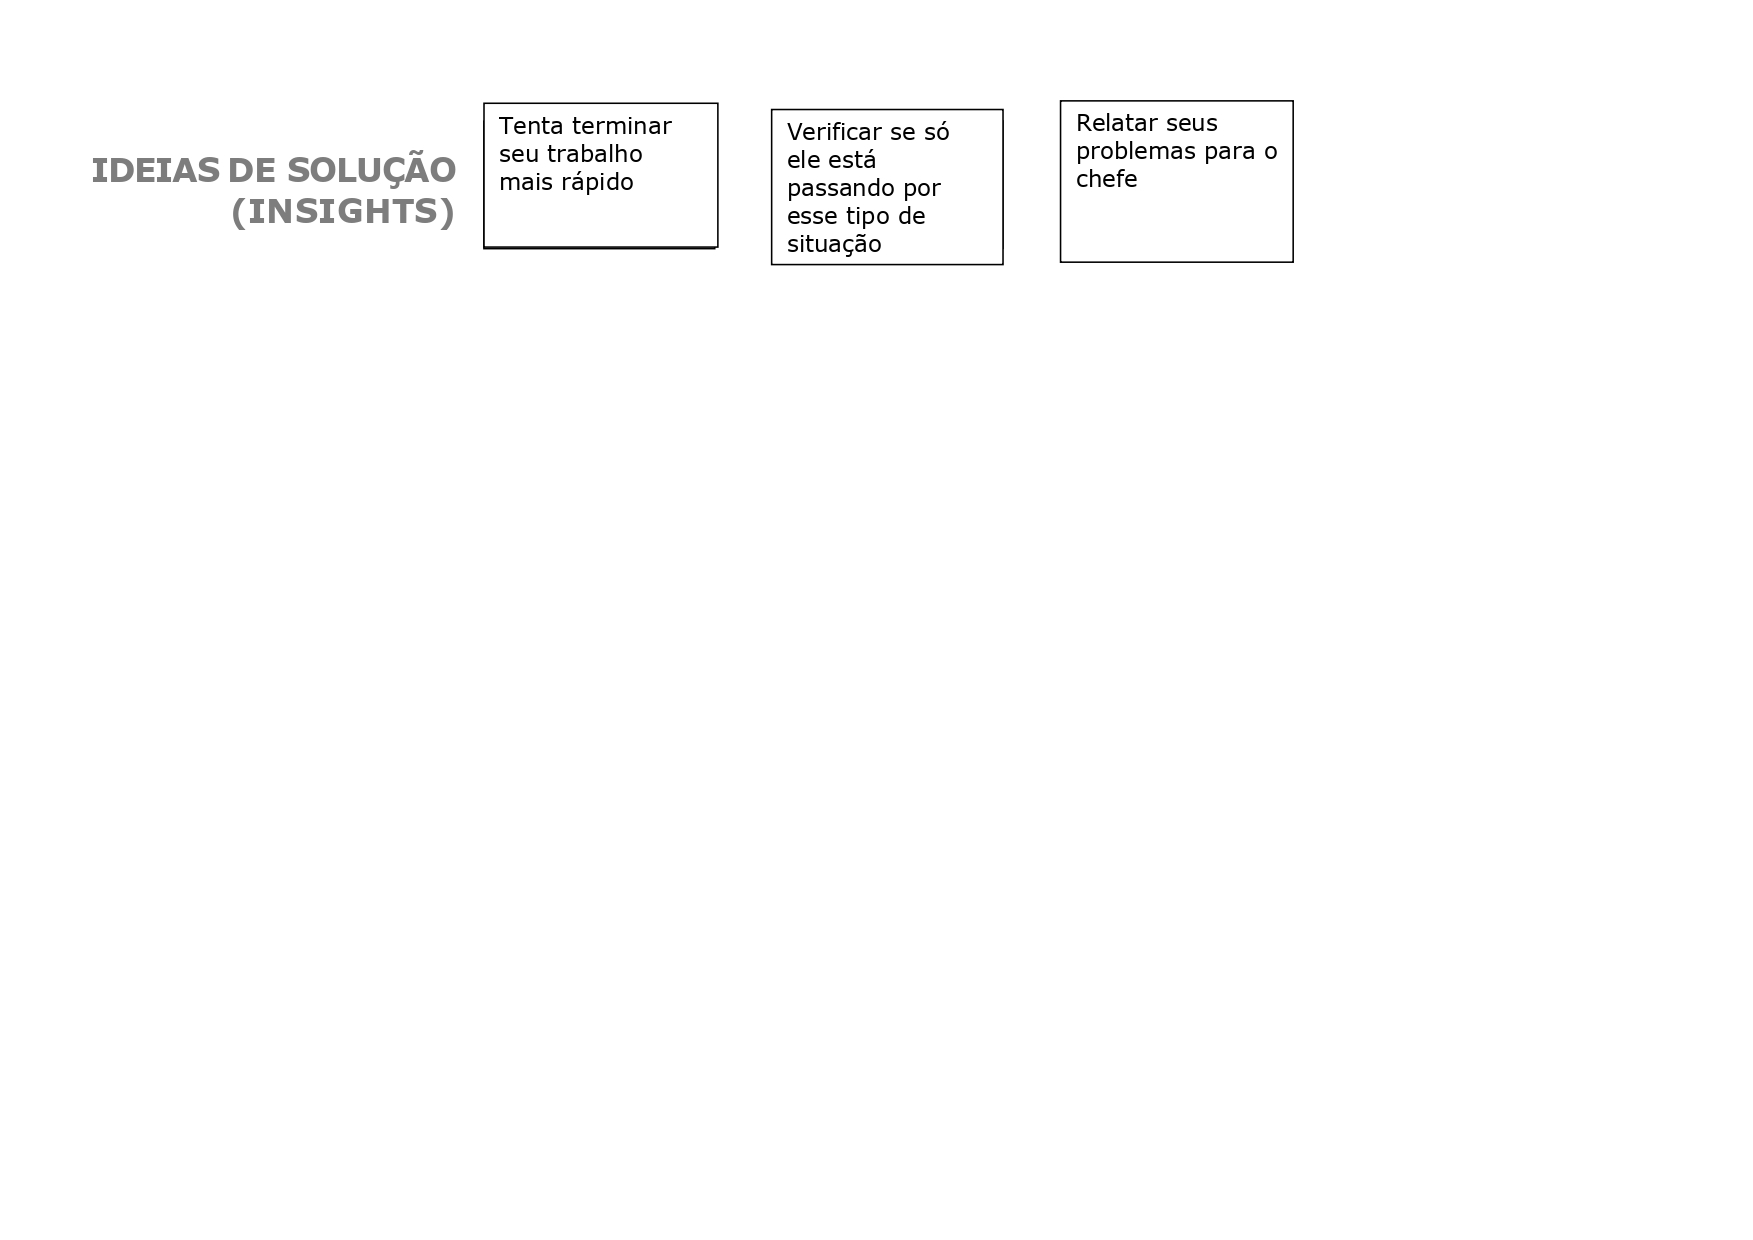 IDEIAS DE SOLUÇÃO
(INSIGHTS)
Tenta terminar
seu trabalho
mais rápido
Verificar se só
ele está
passando por
esse tipo de
situação
Relatar seus
problemas para o
chefe